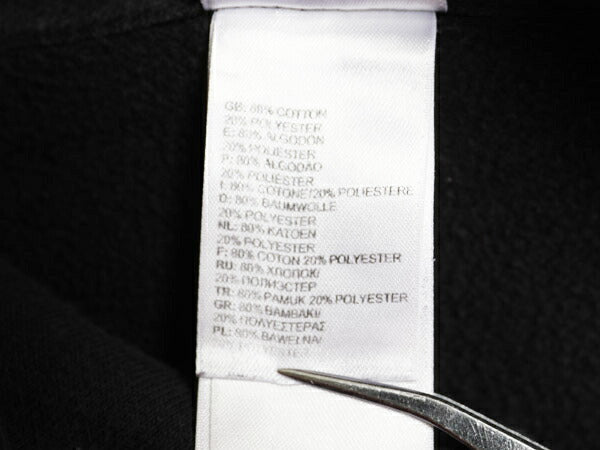 GB: 80% COTTON
20% POLYESTER
E: 80% ALGODON
20% POLIESTER
P: 80% ALGODÃO
20% POLIÉSTER
I: 80% COTONE/20% POLIESTERE
D: 80% BAUMWOLLE
20% POLYESTER
NL: 80% KATOEN
20% POLYESTER
F: 80% COTON 20% POLYESTER
RU: 80% ХЛОПОК/
20% ПОЛИЭСТЕР
TR: 80% PAMUK 20% POLYESTER
GR: 80% ΒΑΜΒΑΚΙ/
20% ΠΟΛΥΕΣΤΕΡΑΣ
PL: 80% BAWEŁNA/